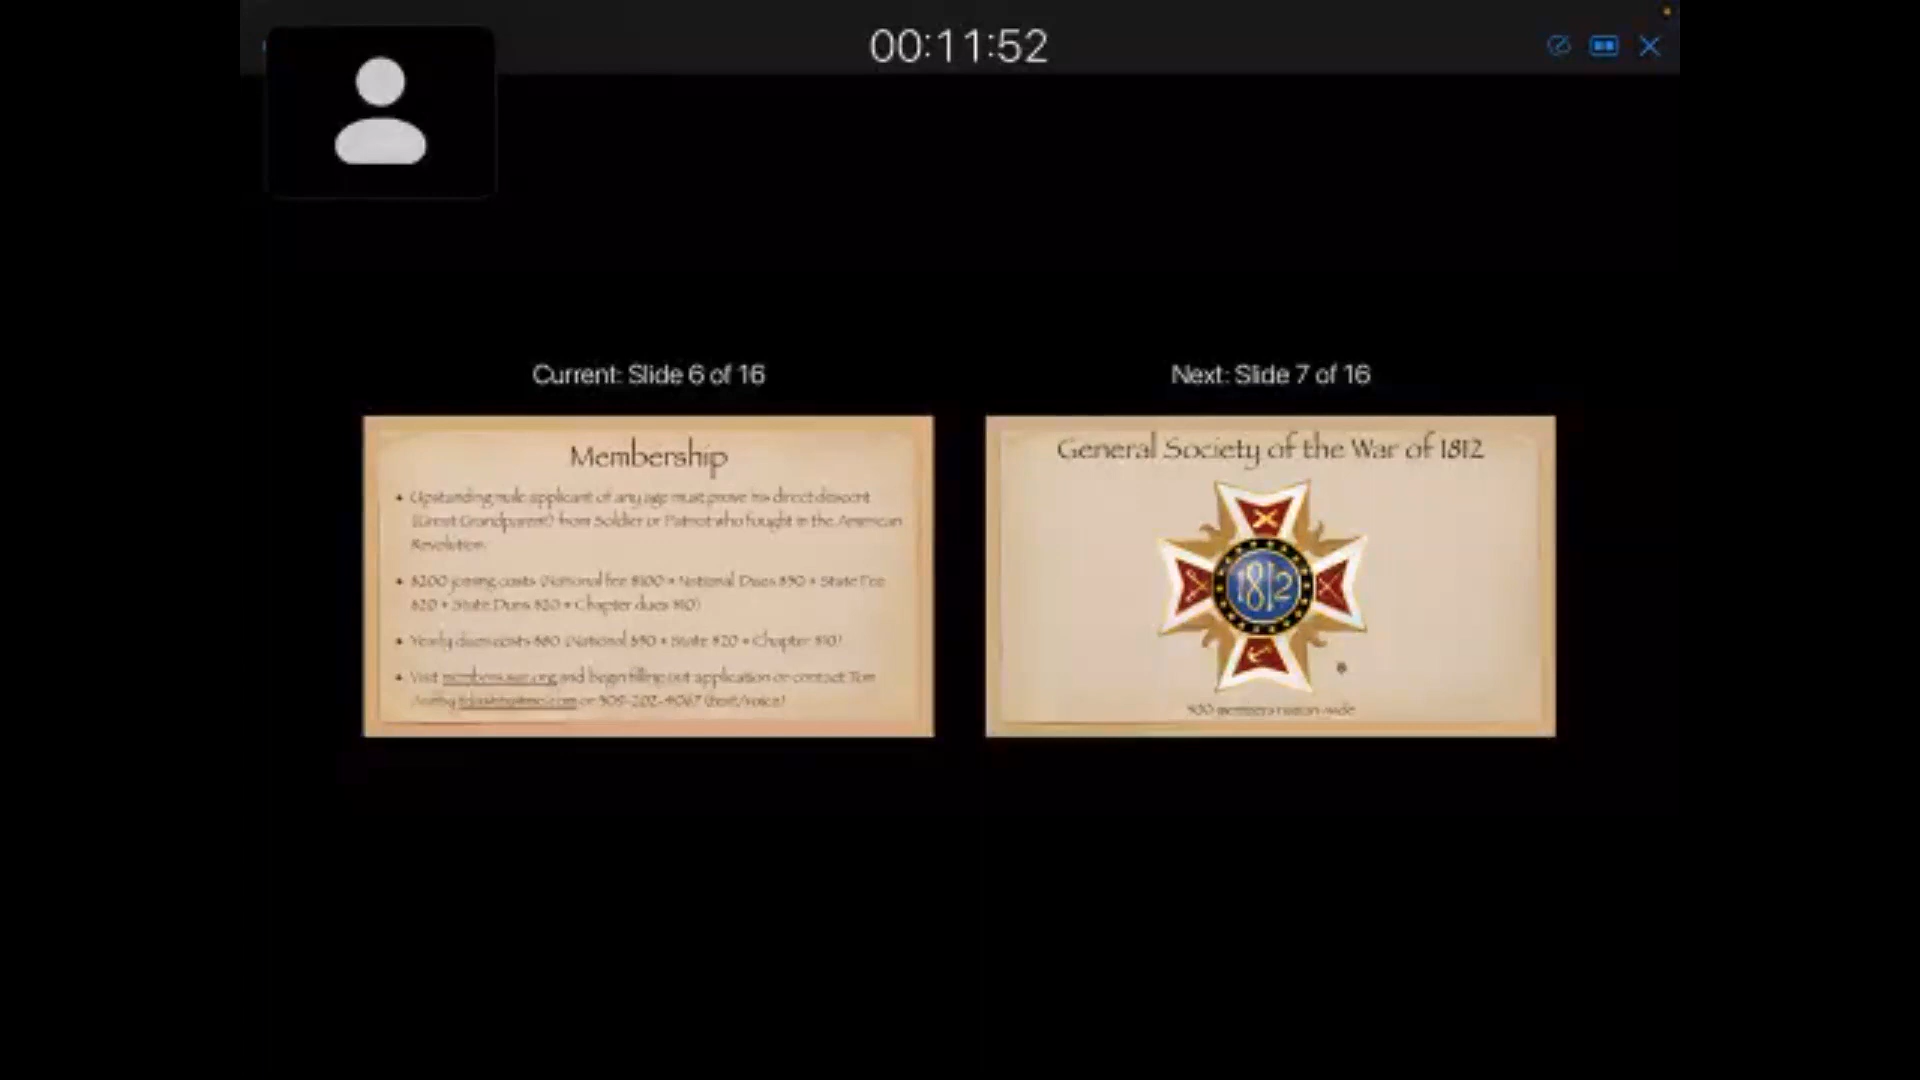 00:11:52
Current: Slide 6 of 16
Next: Slide 7 of 16
Membership
• Upstanding male applicant of any age must prove his direct descent
(Great Grandparent) from Soldier or Patriot who fought in the American
Revolution.
• $200 joining costs (National fee $100 + National Dues $50 + State Fee
$20 + State Dues $20 + Chapter dues $10)
• Yearly dues costs $80 (National $50 + State $20 + Chapter $10)
• Visit and begin filling out application or contact Tom
or (text/voice)
General Society of the War of 1812
1812
members nation-wide